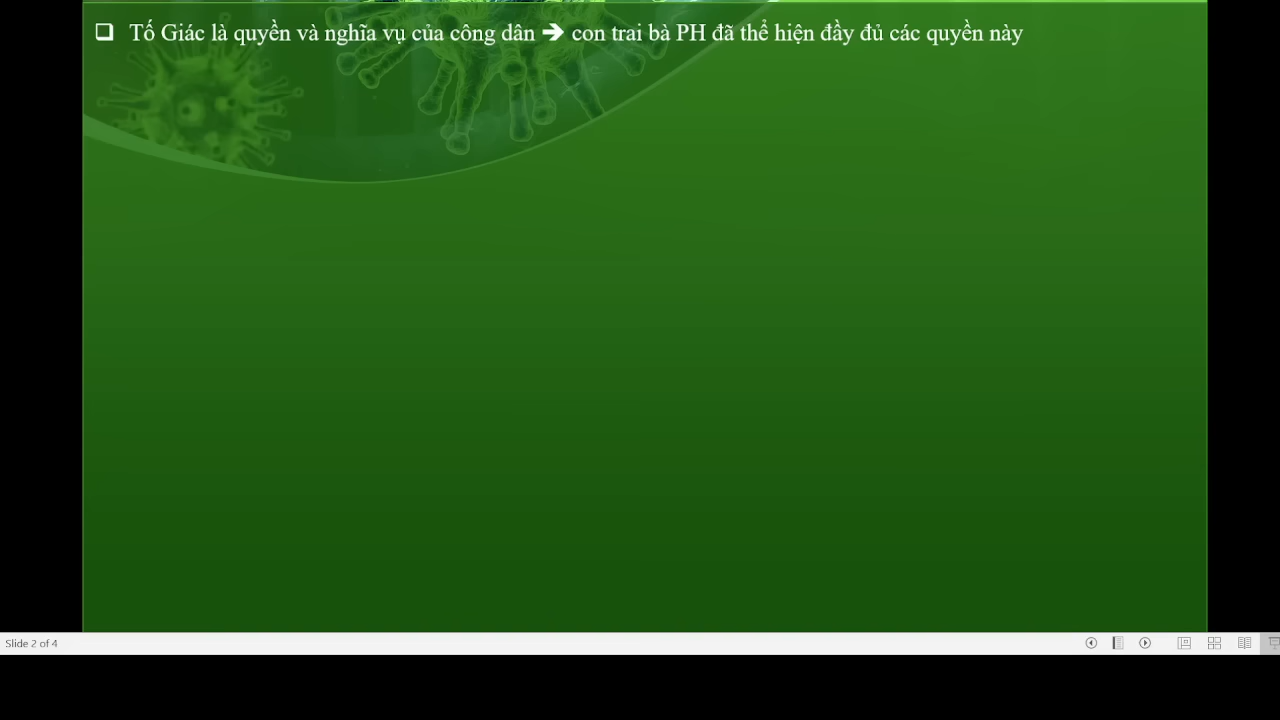 ❑ Tố Giác là quyền và nghĩa vụ của công dân ➔ con trai bà PH đã thể hiện đầy đủ các quyền này
Slide 2 of 4